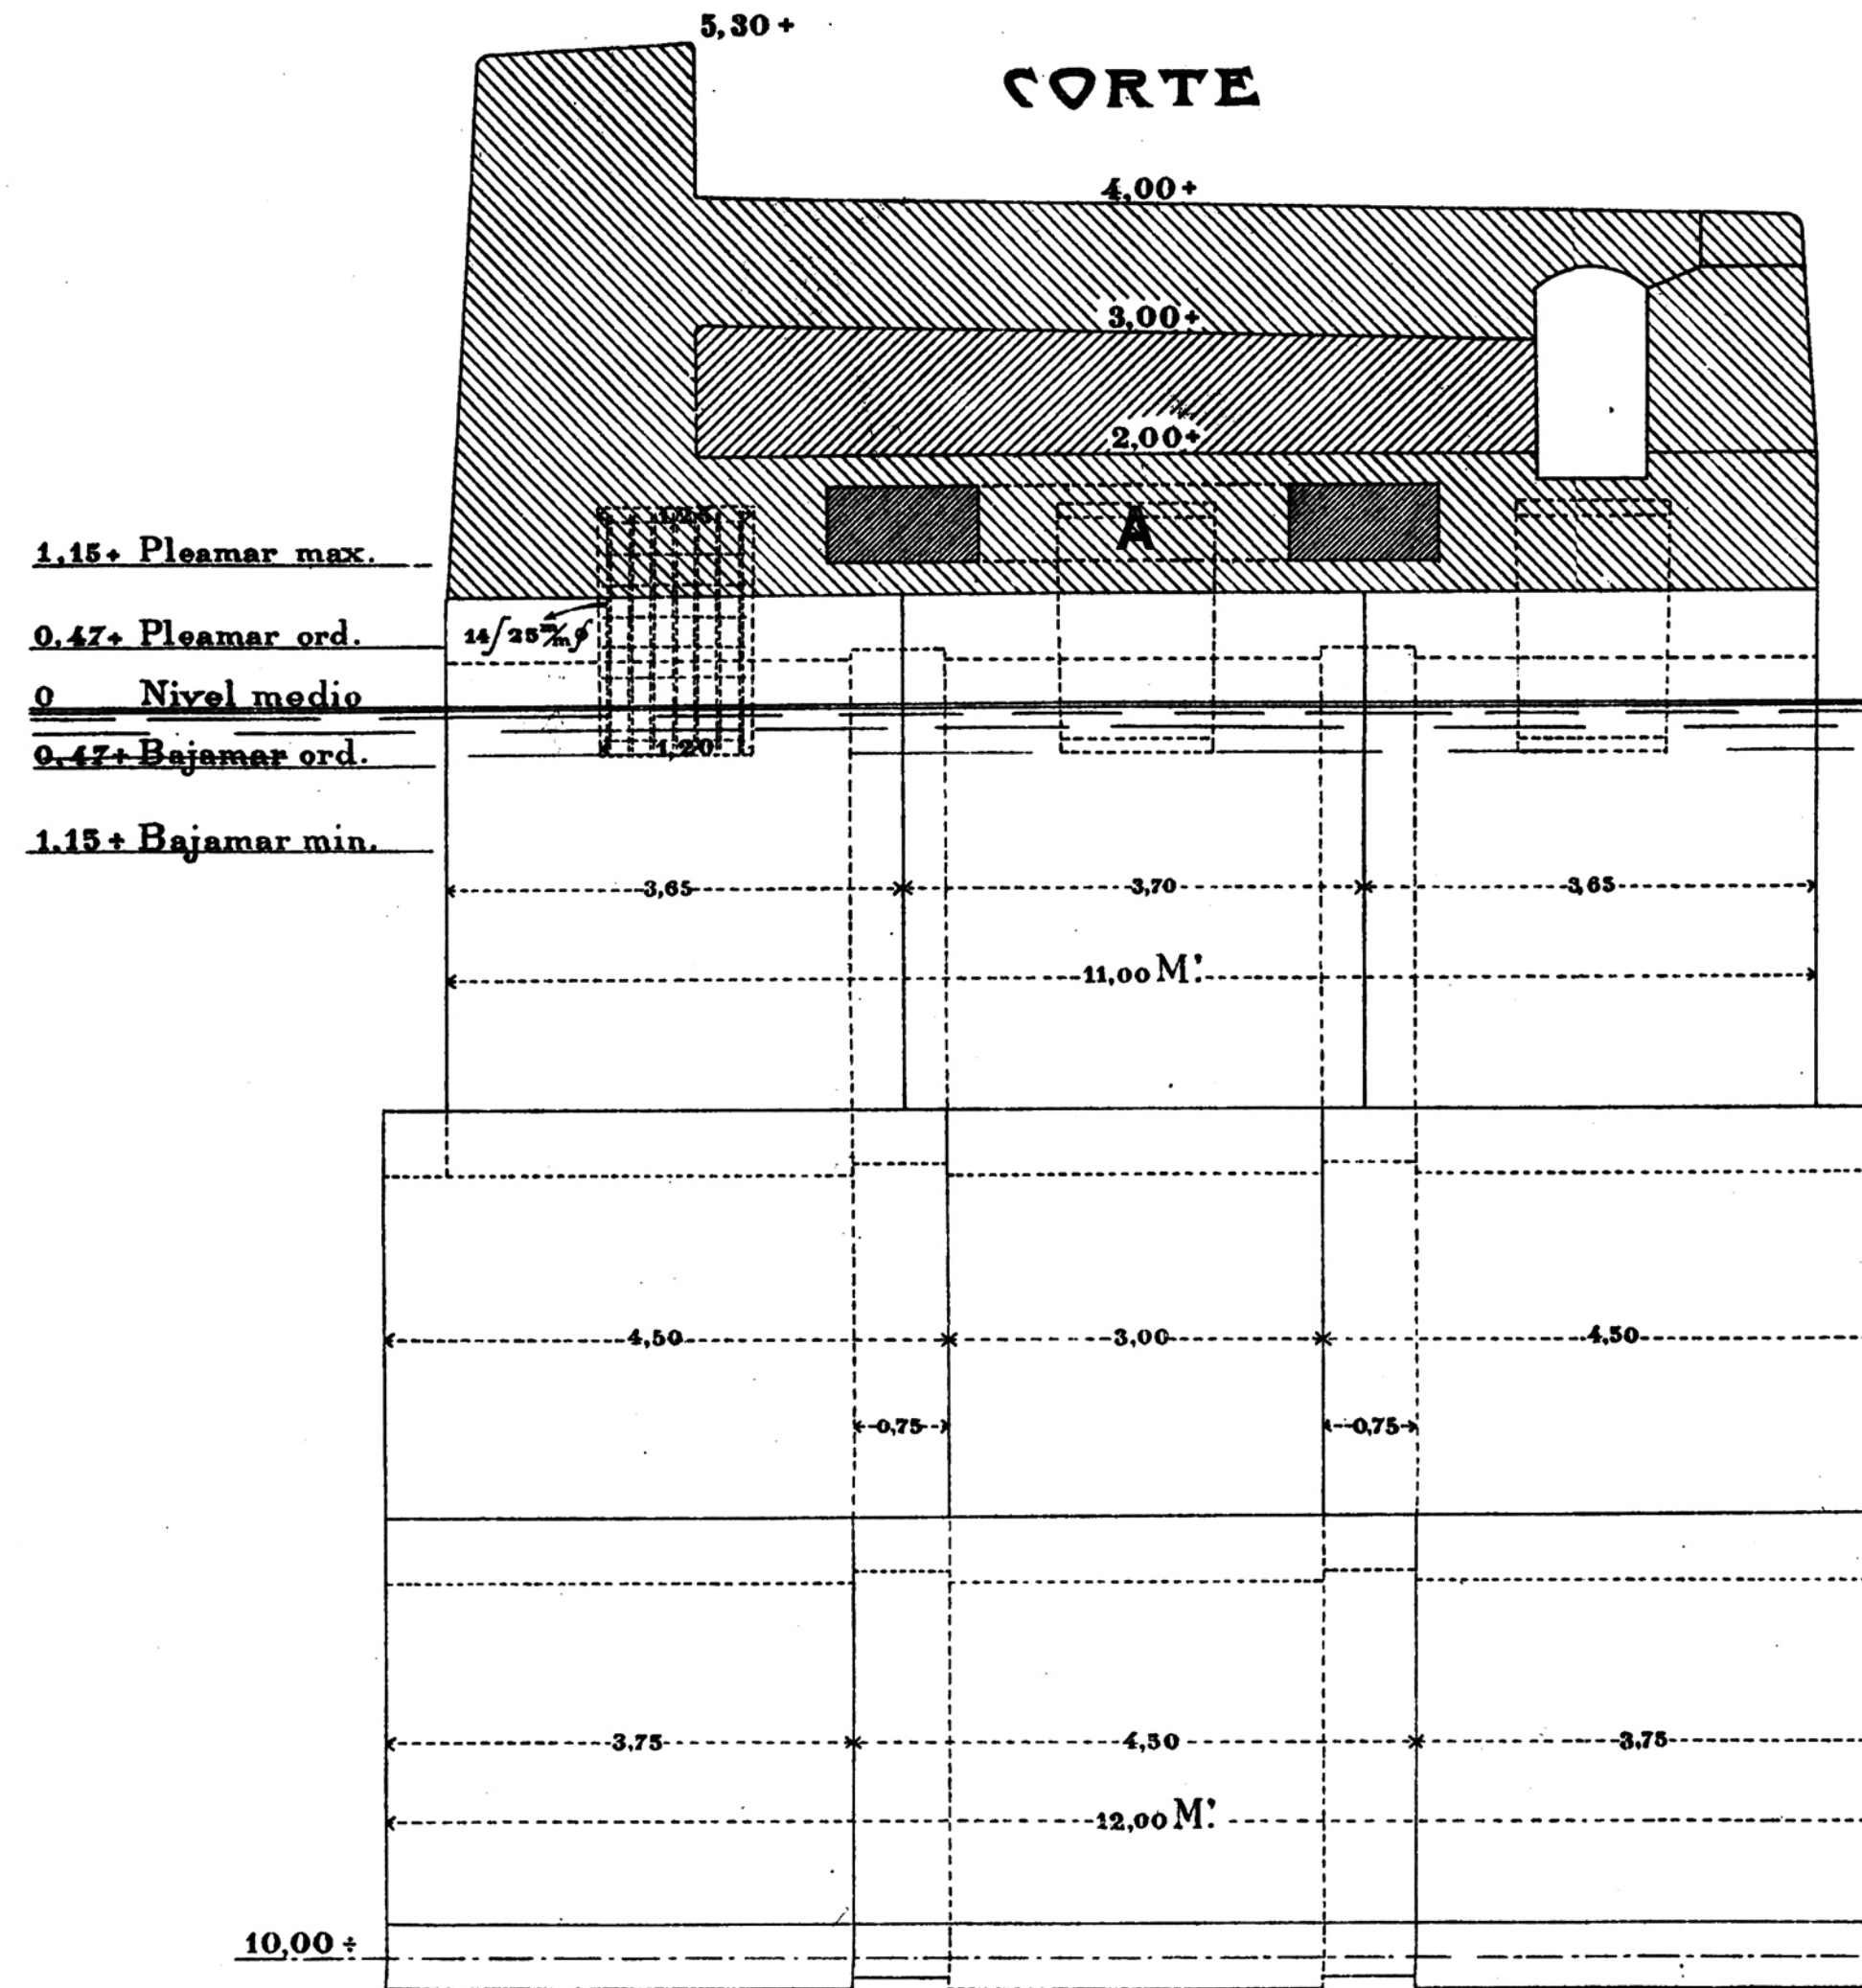 5,30 +
CORTE
4,00+
3,00+
2,00+
A
1,25
1,15+ Pleamar max.
14/25 m/m ø
0,47+ Pleamar ord.
0 Nivel medio
0,47+ Bajamar ord.
1,20
1,15+ Bajamar min.
3,65 3,70 3,65
11,00 M.
4,50 3,00 4,50
0,75 0,75
3,75 4,50 3,75
12,00 M.
10,00 ÷